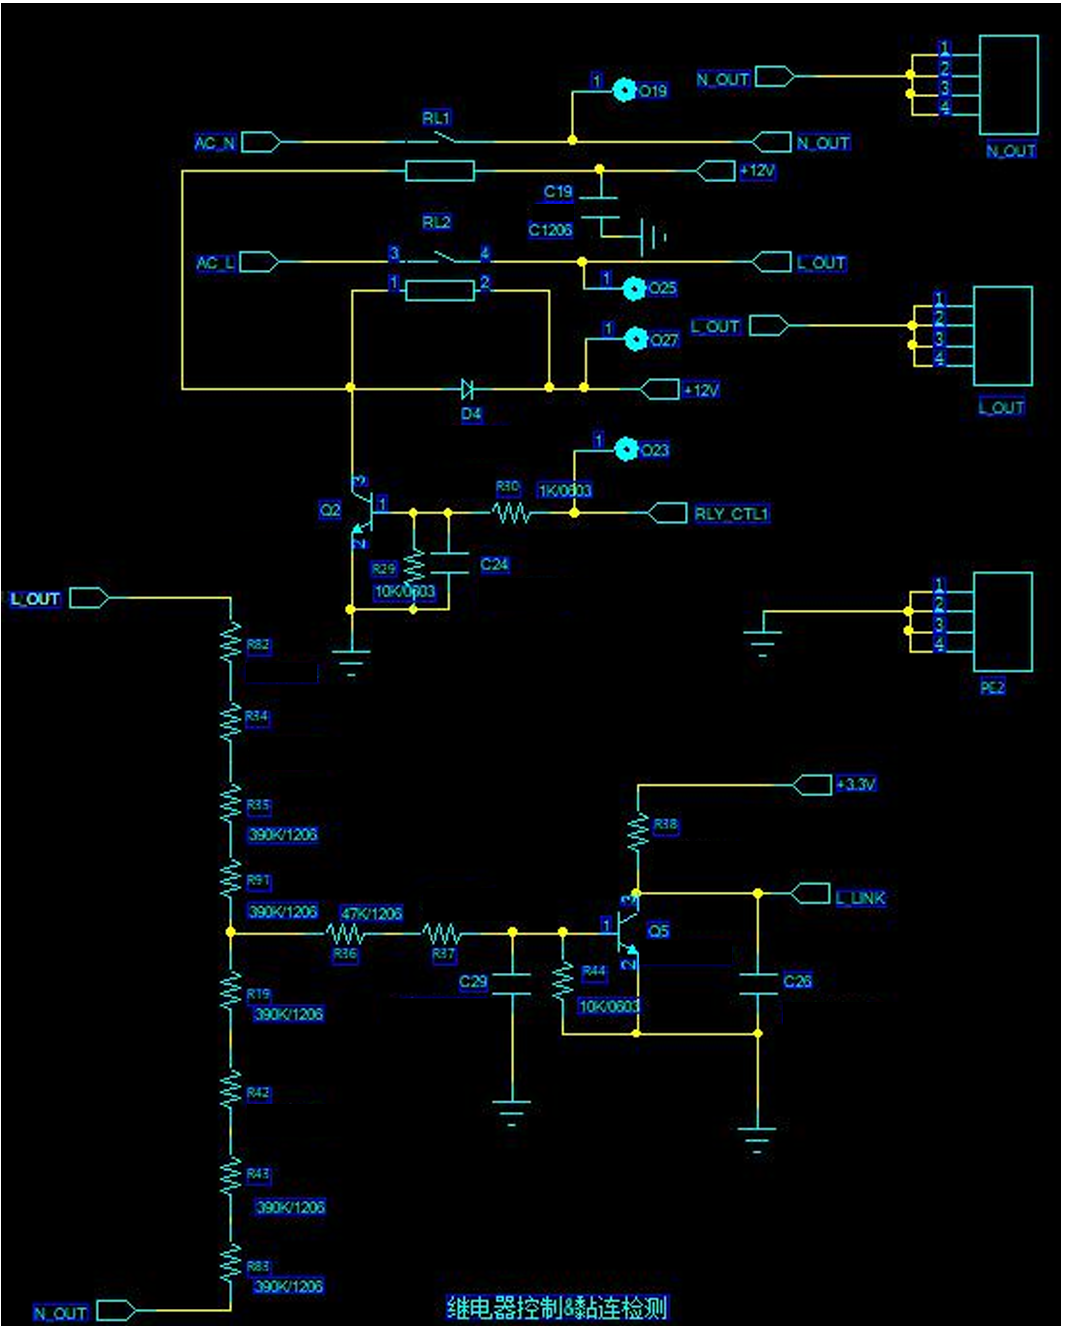 1
O19
N_OUT
1
2
3
4
N_OUT
AC_N
RL1
N_OUT
+12V
C19
C1206
RL2
AC_L
3
4
L_OUT
1
2
1
O25
1
O27
+12V
D4
L_OUT
1
2
3
4
L_OUT
1
O23
R30
1K/0603
RLY_CTL1
Q2
3
1
2
R29
10K/0603
C24
1
2
3
4
PE2
L_OUT
R82
R34
R35
390K/1206
R91
390K/1206
47K/1206
R36
R37
C29
R44
10K/0603
+3.3V
R38
L_LINK
3
1
2
Q5
C26
R19
390K/1206
R42
R43
390K/1206
R83
390K/1206
N_OUT
继电器控制&黏连检测